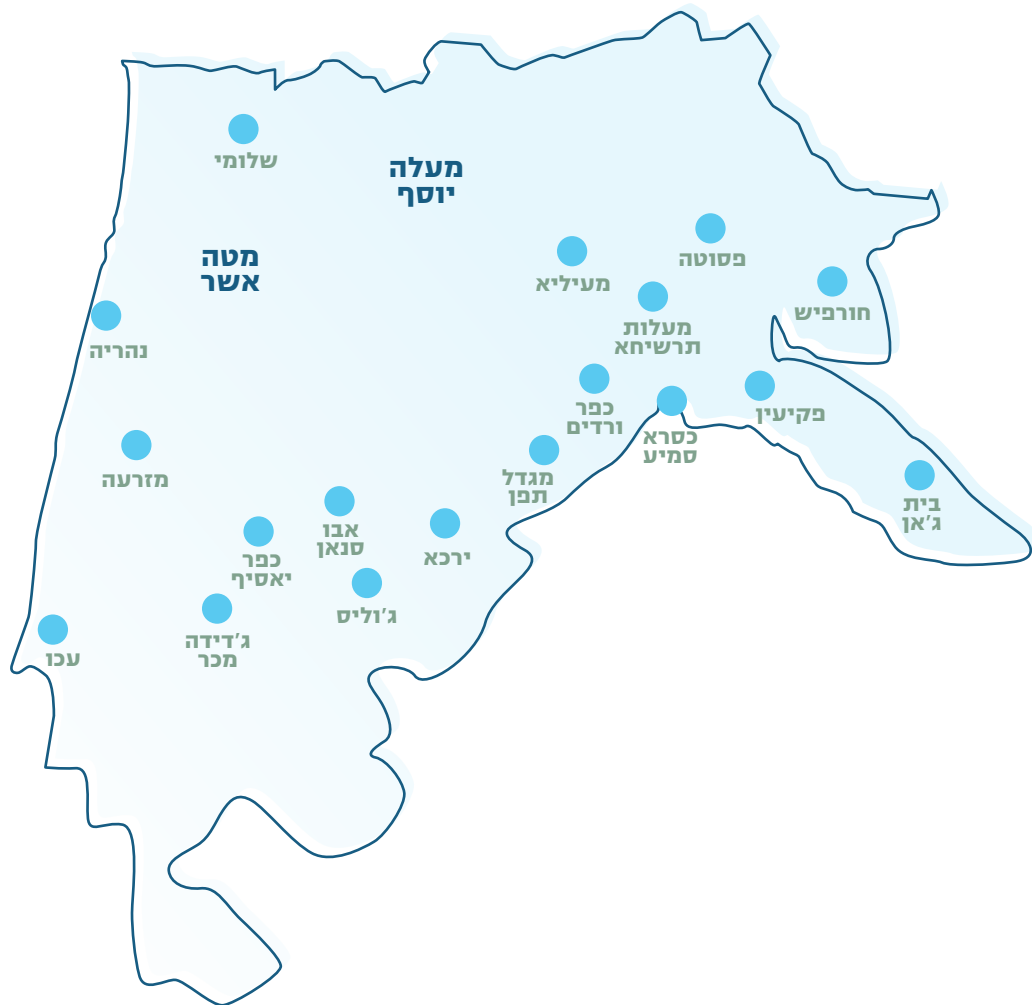 שלומי
מעלה
יוסף
מטה
אשר
פסוטה
מעיליא
חורפיש
מעלות
תרשיחא
נהריה
כפר
ורדים
פקיעין
כסרא
סמיע
מזרעה
מגדל
תפן
בית
ג'אן
אבו
סנאן
ירכא
כפר
יאסיף
ג'וליס
ג'דידה
מכר
עכו